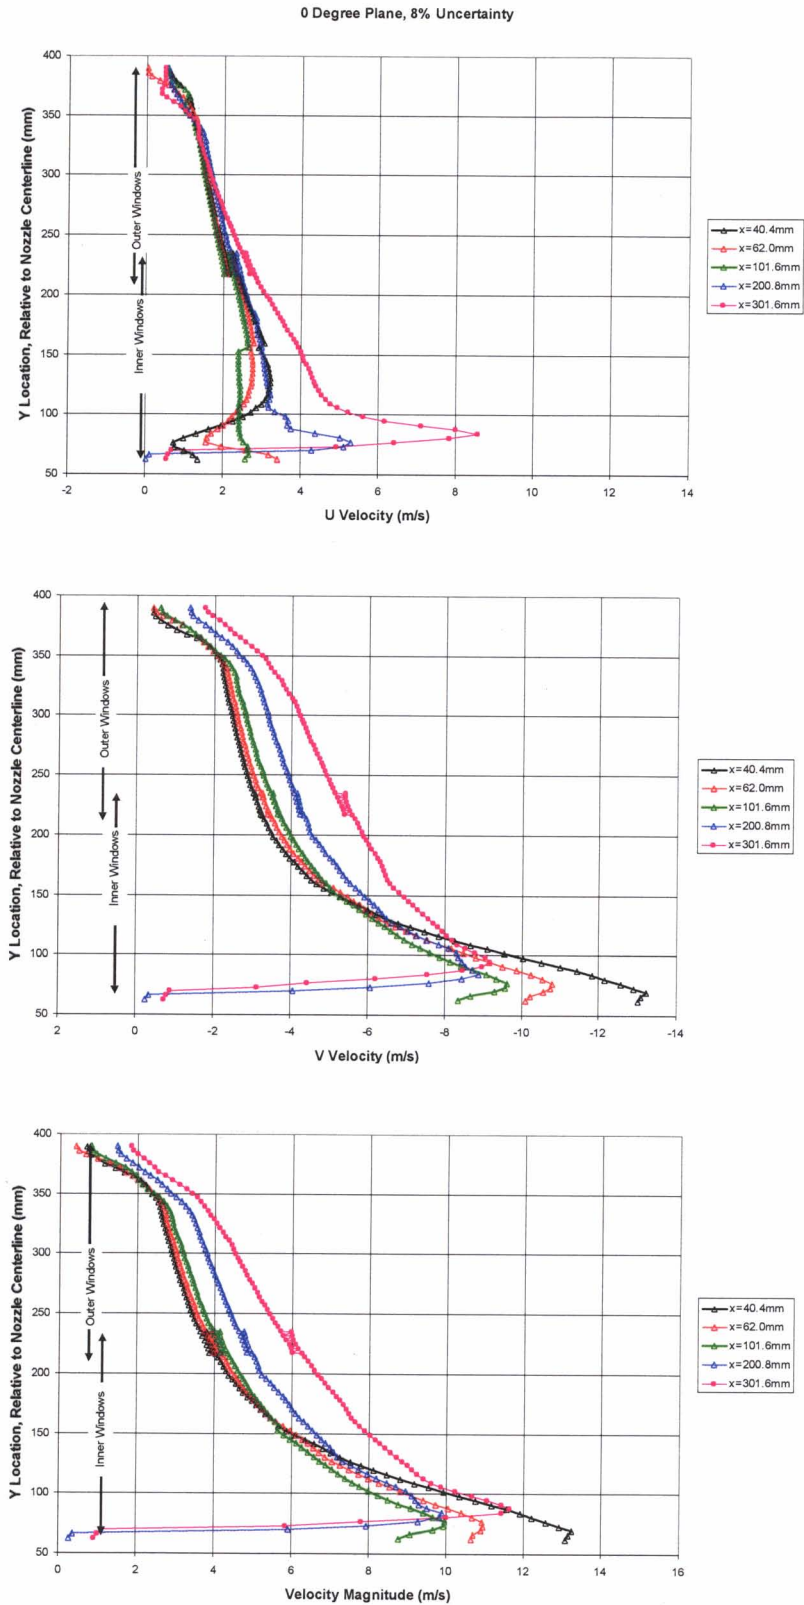 0 Degree Plane, 8% Uncertainty
400
350
300
250
200
150
100
50
Y Location, Relative to Nozzle Centerline (mm)
Outer Windows
Inner Windows
-2
0
2
4
6
8
10
12
14
U Velocity (m/s)
x=40.4mm
x=62.0mm
x=101.6mm
x=200.8mm
x=301.6mm
400
350
300
250
200
150
100
50
Y Location, Relative to Nozzle Centerline (mm)
Outer Windows
Inner Windows
2
0
-2
-4
-6
-8
-10
-12
-14
V Velocity (m/s)
x=40.4mm
x=62.0mm
x=101.6mm
x=200.8mm
x=301.6mm
400
350
300
250
200
150
100
50
Y Location, Relative to Nozzle Centerline (mm)
Outer Windows
Inner Windows
0
2
4
6
8
10
12
14
16
Velocity Magnitude (m/s)
x=40.4mm
x=62.0mm
x=101.6mm
x=200.8mm
x=301.6mm